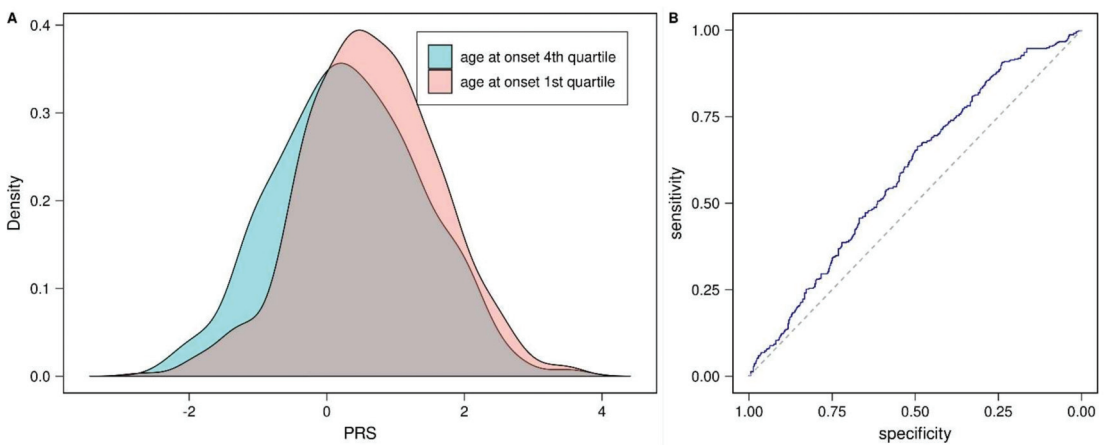 A
age at onset 4th quartile
age at onset 1st quartile
Density
0.4
0.3
0.2
0.1
0.0
-2 0 2 4
PRS
B
sensitivity
1.00
0.75
0.50
0.25
0.00
1.00 0.75 0.50 0.25 0.00
specificity